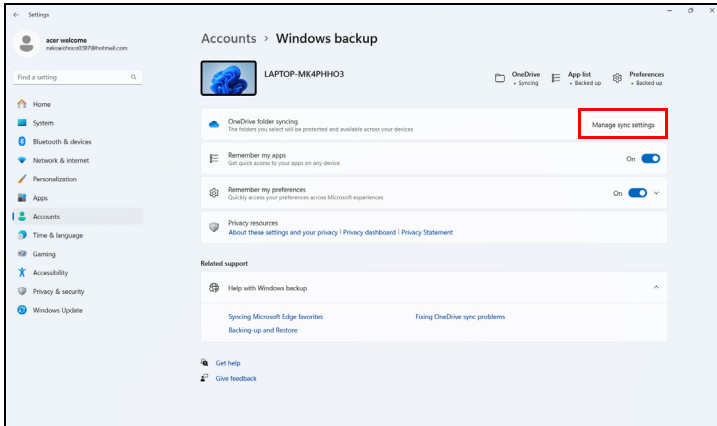 Settings
acer welcome
nekoaichoco0307@hotmail.com
Find a setting
Home
System
Bluetooth & devices
Network & internet
Personalization
Apps
Accounts
Time & language
Gaming
Accessibility
Privacy & security
Windows Update
Accounts > Windows backup
LAPTOP-MK4PHHO3
OneDrive
• Syncing
App list
• Backed up
Preferences
• Backed up
OneDrive folder syncing
The folders you select will be protected and available across your devices
Manage sync settings
Remember my apps
Get quick access to your apps on any device
On
Remember my preferences
Quickly access your preferences across Microsoft experiences
On
Privacy resources
About these settings and your privacy | Privacy dashboard | Privacy Statement
Related support
Help with Windows backup
Syncing Microsoft Edge favorites
Fixing OneDrive sync problems
Backing-up and Restore
Get help
Give feedback